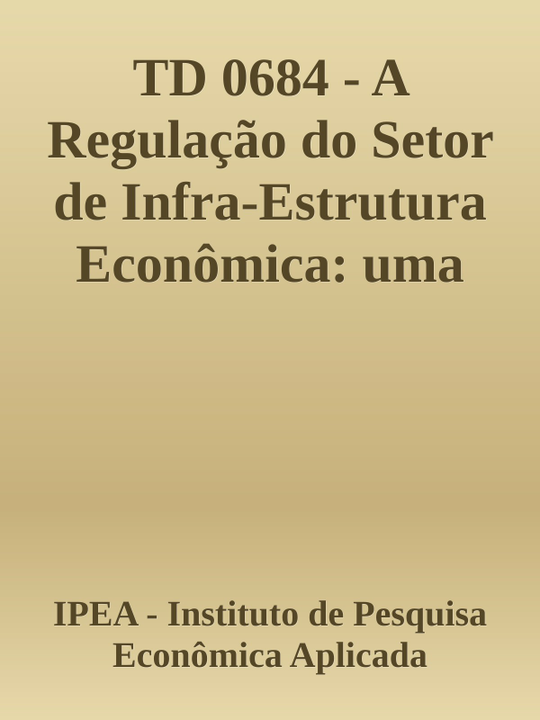 TD 0684 - A
Regulação do Setor
de Infra-Estrutura
Econômica: uma
IPEA - Instituto de Pesquisa
Econômica Aplicada